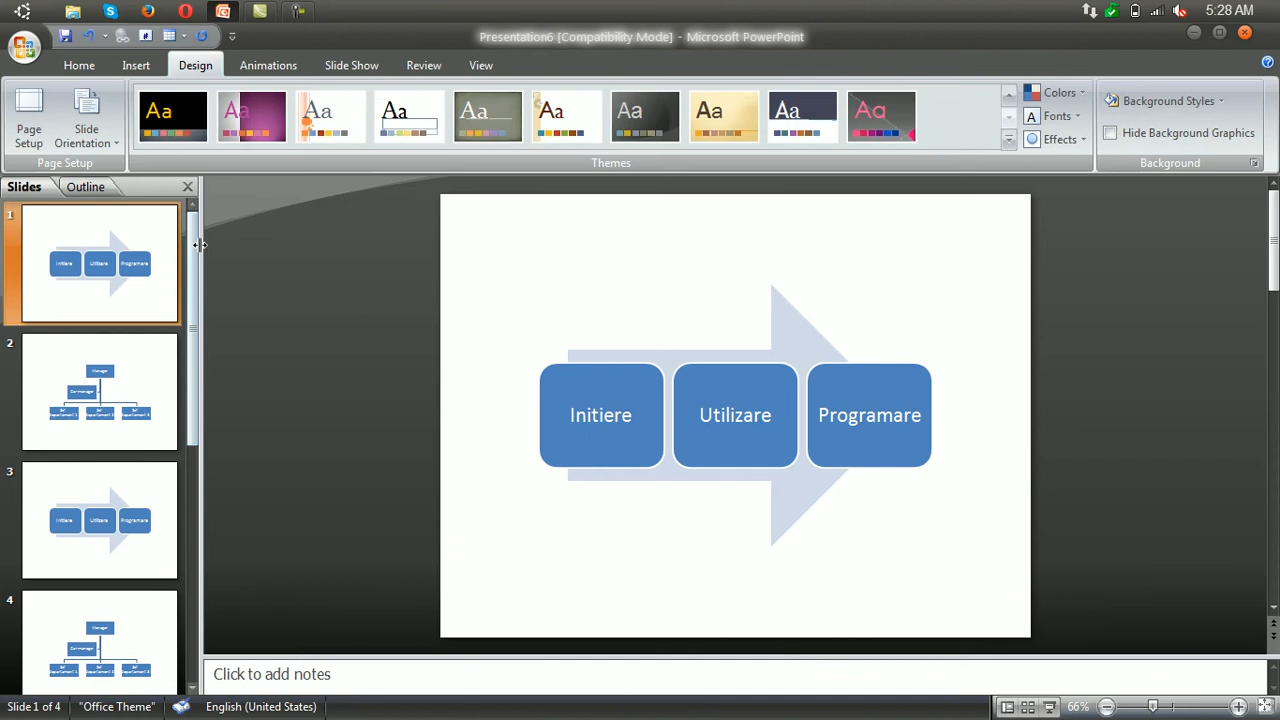 5:28 AM
Presentation6 [Compatibility Mode] - Microsoft PowerPoint
Home Insert Design Animations Slide Show Review View
Page Setup
Slide Orientation
Aa Aa Aa Aa Aa Aa Aa Aa Aa Aa
Colors
Fonts
Effects
Background Styles
Hide Background Graphics
Page Setup Themes Background
Slides Outline
1
Initiere Utilizare Programare
2
Manager
3
Initiere Utilizare Programare
4
Manager
Initiere Utilizare Programare
Click to add notes
Slide 1 of 4 "Office Theme" English (United States) 66%